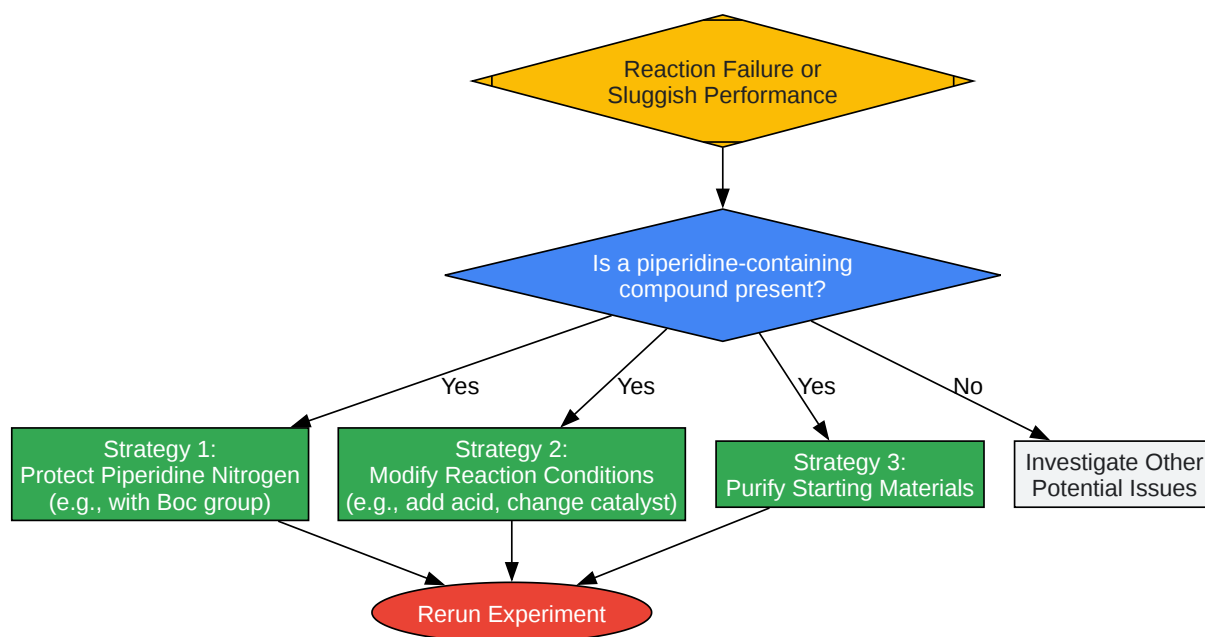 Reaction Failure or
Sluggish Performance
Is a piperidine-containing
compound present?
Yes
Yes
Yes
No
Strategy 1:
Protect Piperidine Nitrogen
(e.g., with Boc group)
Strategy 2:
Modify Reaction Conditions
(e.g., add acid, change catalyst)
Strategy 3:
Purify Starting Materials
Investigate Other
Potential Issues
Rerun Experiment